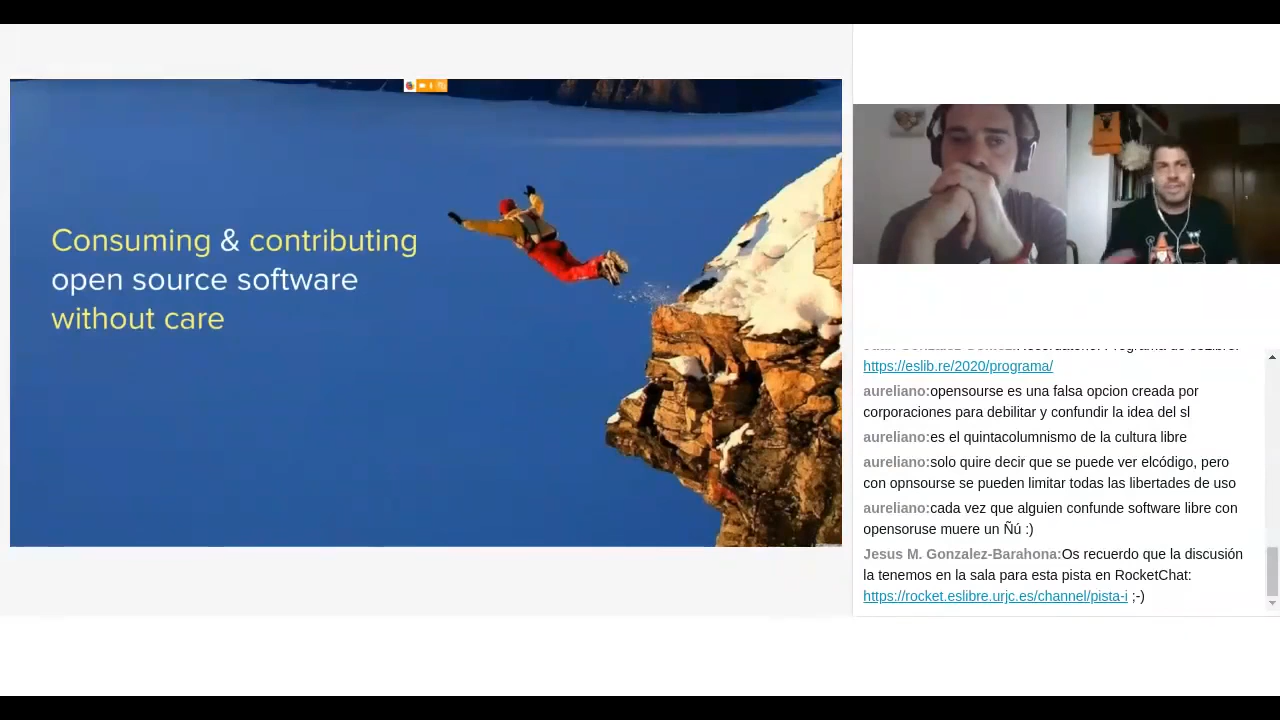 Consuming & contributing
open source software
without care
https://eslib.re/2020/programa/
aureliano:opensourse es una falsa opcion creada por
corporaciones para debilitar y confundir la idea del sl
aureliano:es el quintacolumnismo de la cultura libre
aureliano:solo quire decir que se puede ver elcódigo, pero
con opnsourse se pueden limitar todas las libertades de uso
aureliano:cada vez que alguien confunde software libre con
opensoruse muere un Ñú :)
Jesus M. Gonzalez-Barahona:Os recuerdo que la discusión
la tenemos en la sala para esta pista en RocketChat:
https://rocket.eslibre.urjc.es/channel/pista-i ;-)